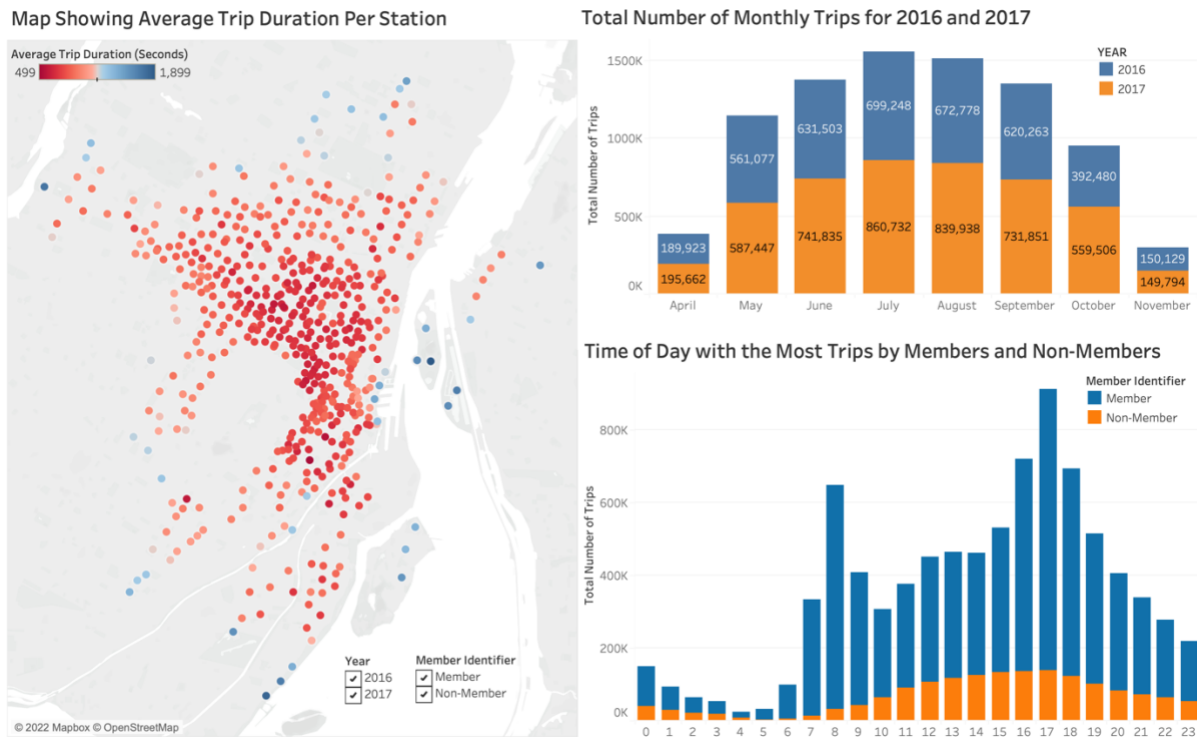 Map Showing Average Trip Duration Per Station
Average Trip Duration (Seconds)
499 1,899
Year
2016
2017
Member Identifier
Member
Non-Member
© 2022 Mapbox © OpenStreetMap
Total Number of Monthly Trips for 2016 and 2017
YEAR
2016
2017
Total Number of Trips
1500K
1000K
500K
0K
189,923
561,077
631,503
699,248
672,778
620,263
392,480
150,129
195,662
587,447
741,835
860,732
839,938
731,851
559,506
149,794
April May June July August September October November
Time of Day with the Most Trips by Members and Non-Members
Member Identifier
Member
Non-Member
Total Number of Trips
800K
600K
400K
200K
0K
0 1 2 3 4 5 6 7 8 9 10 11 12 13 14 15 16 17 18 19 20 21 22 23